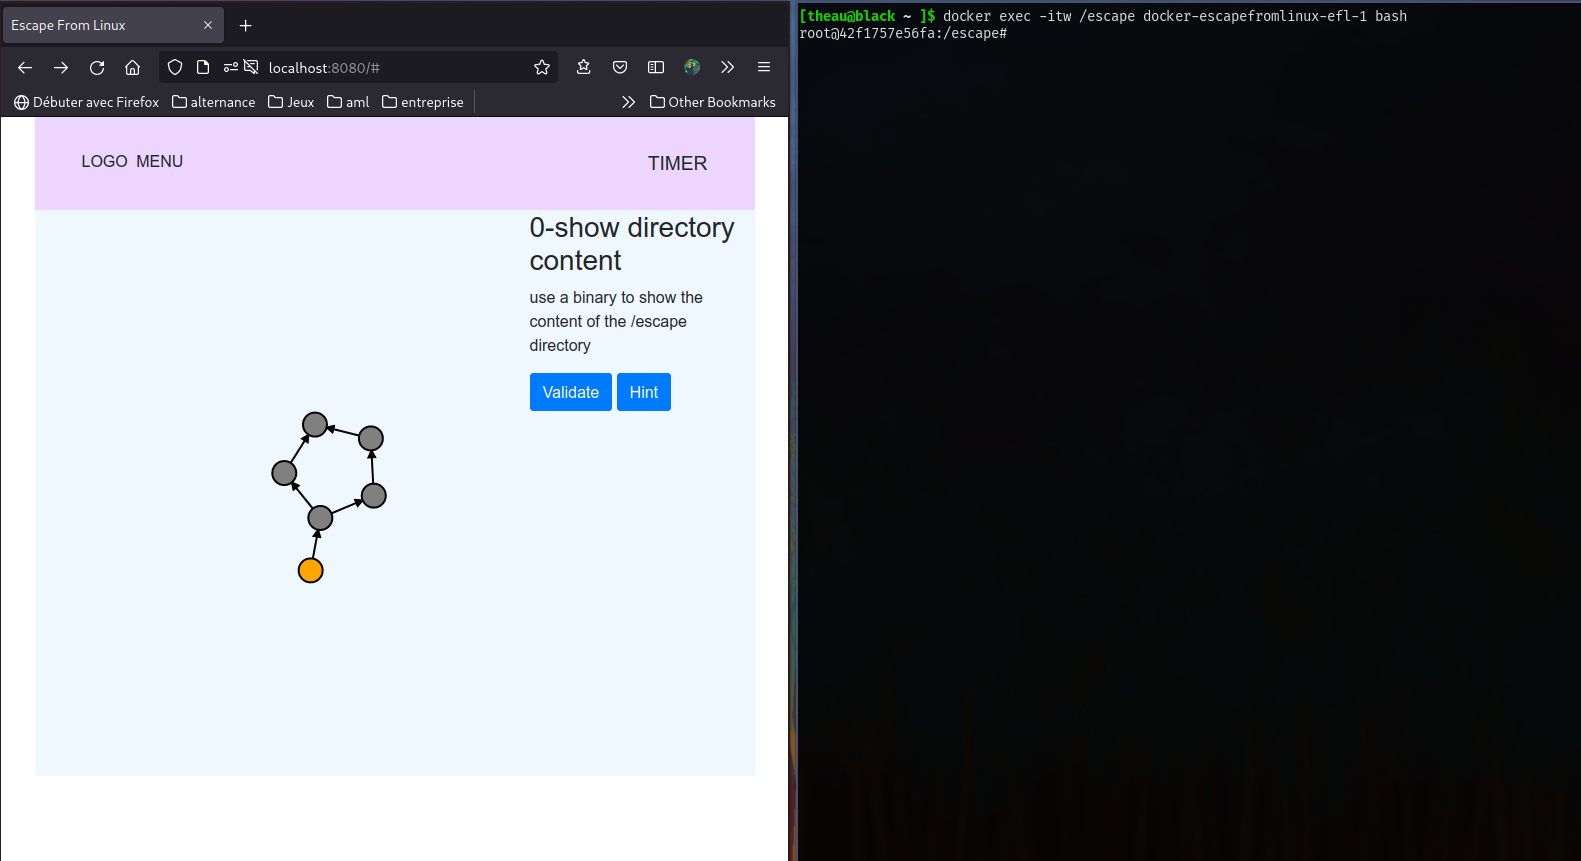 Escape From Linux
localhost:8080/#
Débuter avec Firefox alternance Jeux aml entreprise Other Bookmarks
LOGO MENU TIMER
0-show directory
content
use a binary to show the
content of the /escape
directory
Validate Hint
[theau@black ~ ]$ docker exec -itw /escape docker-escapefromlinux-efl-1 bash
root@42f1757e56fa:/escape#